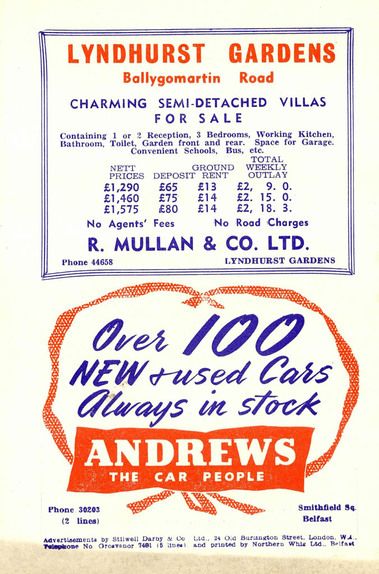 LYNDHURST GARDENS
Ballygomartin Road
CHARMING SEMI-DETACHED VILLAS
FOR SALE
Containing 1 or 2 Reception, 3 Bedrooms, Working Kitchen,
Bathroom, Toilet, Garden front and rear. Space for Garage.
Convenient Schools, Bus, etc.
TOTAL
NETT GROUND WEEKLY
PRICES DEPOSIT RENT OUTLAY
£1,290 £65 £13 £2, 9. 0.
£1,460 £75 £14 £2. 15. 0.
£1,575 £80 £14 £2, 18. 3.
No Agents' Fees No Road Charges
R. MULLAN & CO. LTD.
Phone 44658 LYNDHURST GARDENS
Over 100
NEW & used Cars
Always in stock
ANDREWS
THE CAR PEOPLE
Phone 30203 Smithfield Sq.
(2 lines) Belfast
Advertisements by Stilwell Darby & Co Ltd., 24 Old Burlington Street, London, W.1.
Telephone No. Grosvenor 7491 (5 lines) and printed by Northern Whig Ltd., Belfast